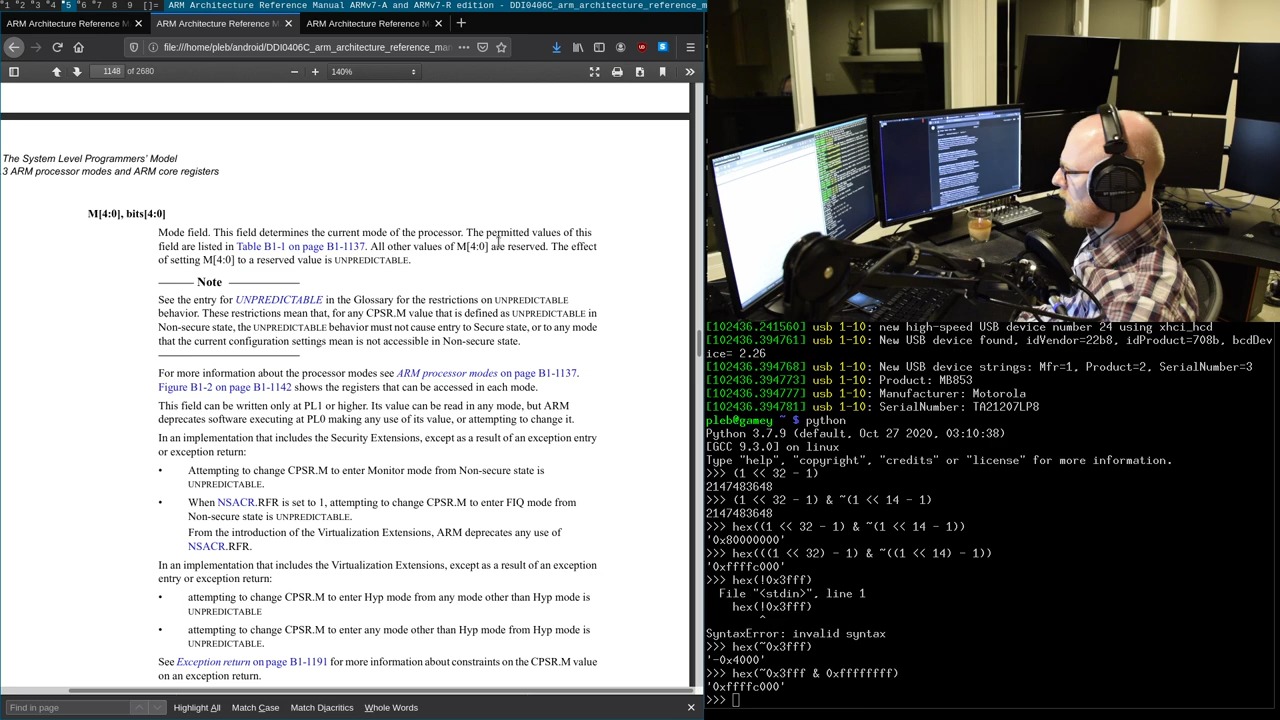 1 2 3 4 5 6 7 8 9 []= ARM Architecture Reference Manual ARMv7-A and ARMv7-R edition - DDI0406C_arm_architecture_reference_m
ARM Architecture Reference M × ARM Architecture Reference M × ARM Architecture Reference M × +
file:///home/pleb/android/DDI0406C_arm_architecture_reference_man
1148 of 2680 140%
The System Level Programmers' Model
3 ARM processor modes and ARM core registers
M[4:0], bits[4:0]
Mode field. This field determines the current mode of the processor. The permitted values of this
field are listed in Table B1-1 on page B1-1137. All other values of M[4:0] are reserved. The effect
of setting M[4:0] to a reserved value is UNPREDICTABLE.
Note
See the entry for UNPREDICTABLE in the Glossary for the restrictions on UNPREDICTABLE
behavior. These restrictions mean that, for any CPSR.M value that is defined as UNPREDICTABLE in
Non-secure state, the UNPREDICTABLE behavior must not cause entry to Secure state, or to any mode
that the current configuration settings mean is not accessible in Non-secure state.
For more information about the processor modes see ARM processor modes on page B1-1137.
Figure B1-2 on page B1-1142 shows the registers that can be accessed in each mode.
This field can be written only at PL1 or higher. Its value can be read in any mode, but ARM
deprecates software executing at PL0 making any use of its value, or attempting to change it.
In an implementation that includes the Security Extensions, except as a result of an exception entry
or exception return:
• Attempting to change CPSR.M to enter Monitor mode from Non-secure state is
UNPREDICTABLE.
• When NSACR.RFR is set to 1, attempting to change CPSR.M to enter FIQ mode from
Non-secure state is UNPREDICTABLE.
From the introduction of the Virtualization Extensions, ARM deprecates any use of
NSACR.RFR.
In an implementation that includes the Virtualization Extensions, except as a result of an exception
entry or exception return:
• attempting to change CPSR.M to enter Hyp mode from any mode other than Hyp mode is
UNPREDICTABLE
• attempting to change CPSR.M to enter any mode other than Hyp mode from Hyp mode is
UNPREDICTABLE.
See Exception return on page B1-1191 for more information about constraints on the CPSR.M value
on an exception return.
Find in page Highlight All Match Case Match Diacritics Whole Words
[102436.241560] usb 1-10: new high-speed USB device number 24 using xhci_hcd
[102436.394761] usb 1-10: New USB device found, idVendor=22b8, idProduct=708b, bcdDev
ice= 2.26
[102436.394768] usb 1-10: New USB device strings: Mfr=1, Product=2, SerialNumber=3
[102436.394773] usb 1-10: Product: MB853
[102436.394777] usb 1-10: Manufacturer: Motorola
[102436.394781] usb 1-10: SerialNumber: TA21207LP8
pleb@gamey ~ $ python
Python 3.7.9 (default, Oct 27 2020, 03:10:38)
[GCC 9.3.0] on linux
Type "help", "copyright", "credits" or "license" for more information.
>>> (1 << 32 - 1)
2147483648
>>> (1 << 32 - 1) & ~(1 << 14 - 1)
2147483648
>>> hex((1 << 32 - 1) & ~(1 << 14 - 1))
'0x80000000'
>>> hex(((1 << 32) - 1) & ~((1 << 14) - 1))
'0xffffc000'
>>> hex(!0x3fff)
File "<stdin>", line 1
hex(!0x3fff)
^
SyntaxError: invalid syntax
>>> hex(~0x3fff)
'-0x4000'
>>> hex(~0x3fff & 0xffffffff)
'0xffffc000'
>>>